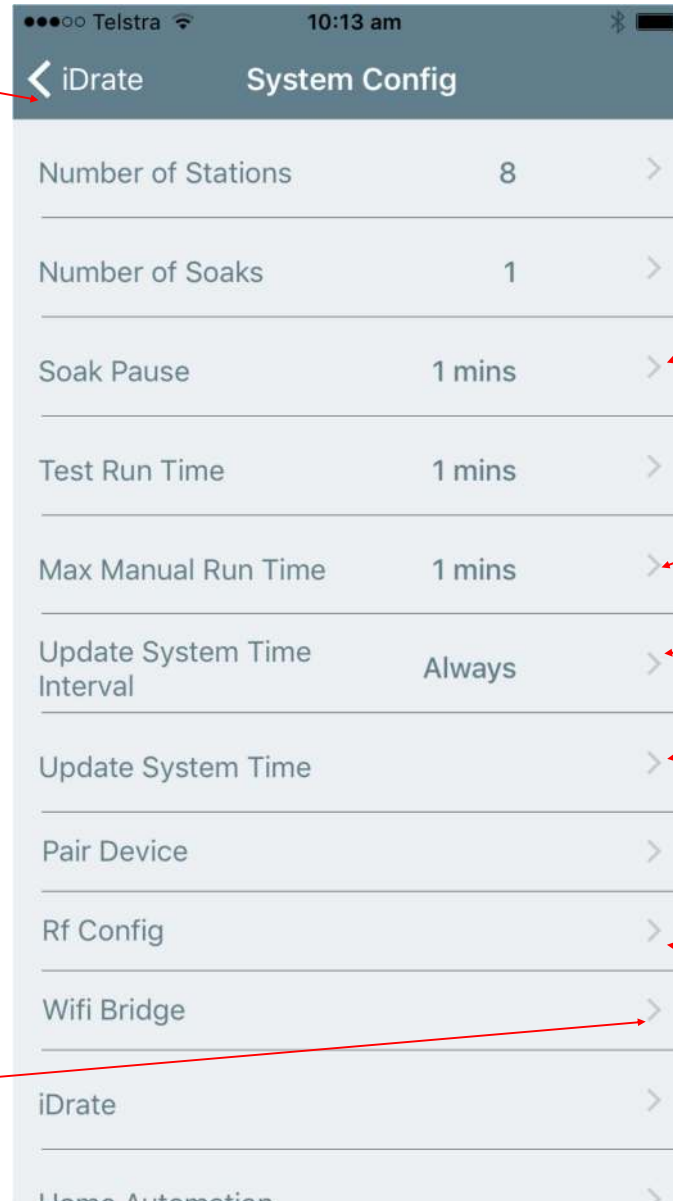 Telstra 10:13 am
iDrate System Config
Number of Stations 8
Number of Soaks 1
Soak Pause 1 mins
Test Run Time 1 mins
Max Manual Run Time 1 mins
Update System Time
Interval Always
Update System Time
Pair Device
Rf Config
Wifi Bridge
iDrate
Home Automation